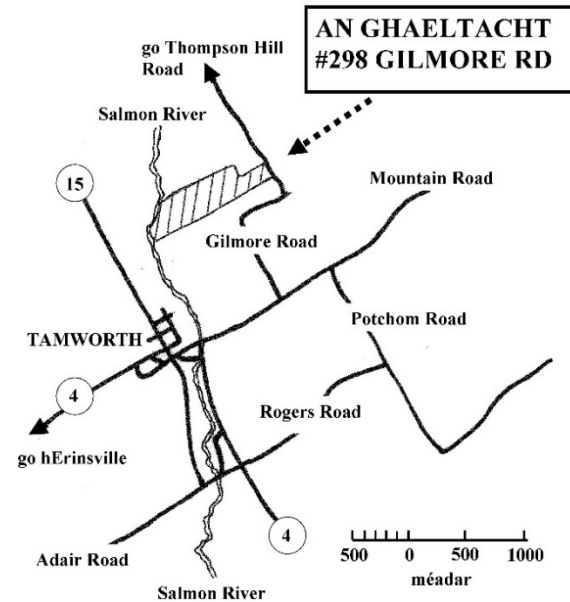 AN GHAELTACHT
#298 GILMORE RD
go Thompson Hill
Road
Salmon River
15
Mountain Road
Gilmore Road
Potchom Road
TAMWORTH
4
Rogers Road
go hErinsville
4
Adair Road
Salmon River
500 0 500 1000
méadar